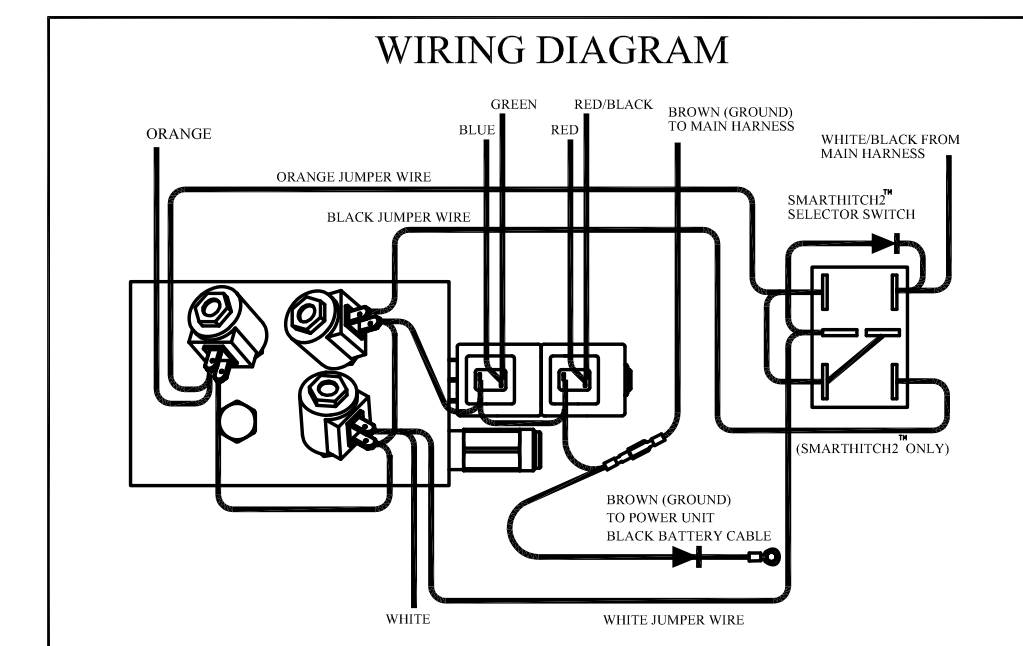 WIRING DIAGRAM
GREEN
RED/BLACK
BROWN (GROUND)
TO MAIN HARNESS
ORANGE
BLUE
RED
WHITE/BLACK FROM
MAIN HARNESS
ORANGE JUMPER WIRE
SMARTHITCH2™
SELECTOR SWITCH
BLACK JUMPER WIRE
(SMARTHITCH2™ ONLY)
BROWN (GROUND)
TO POWER UNIT
BLACK BATTERY CABLE
WHITE
WHITE JUMPER WIRE